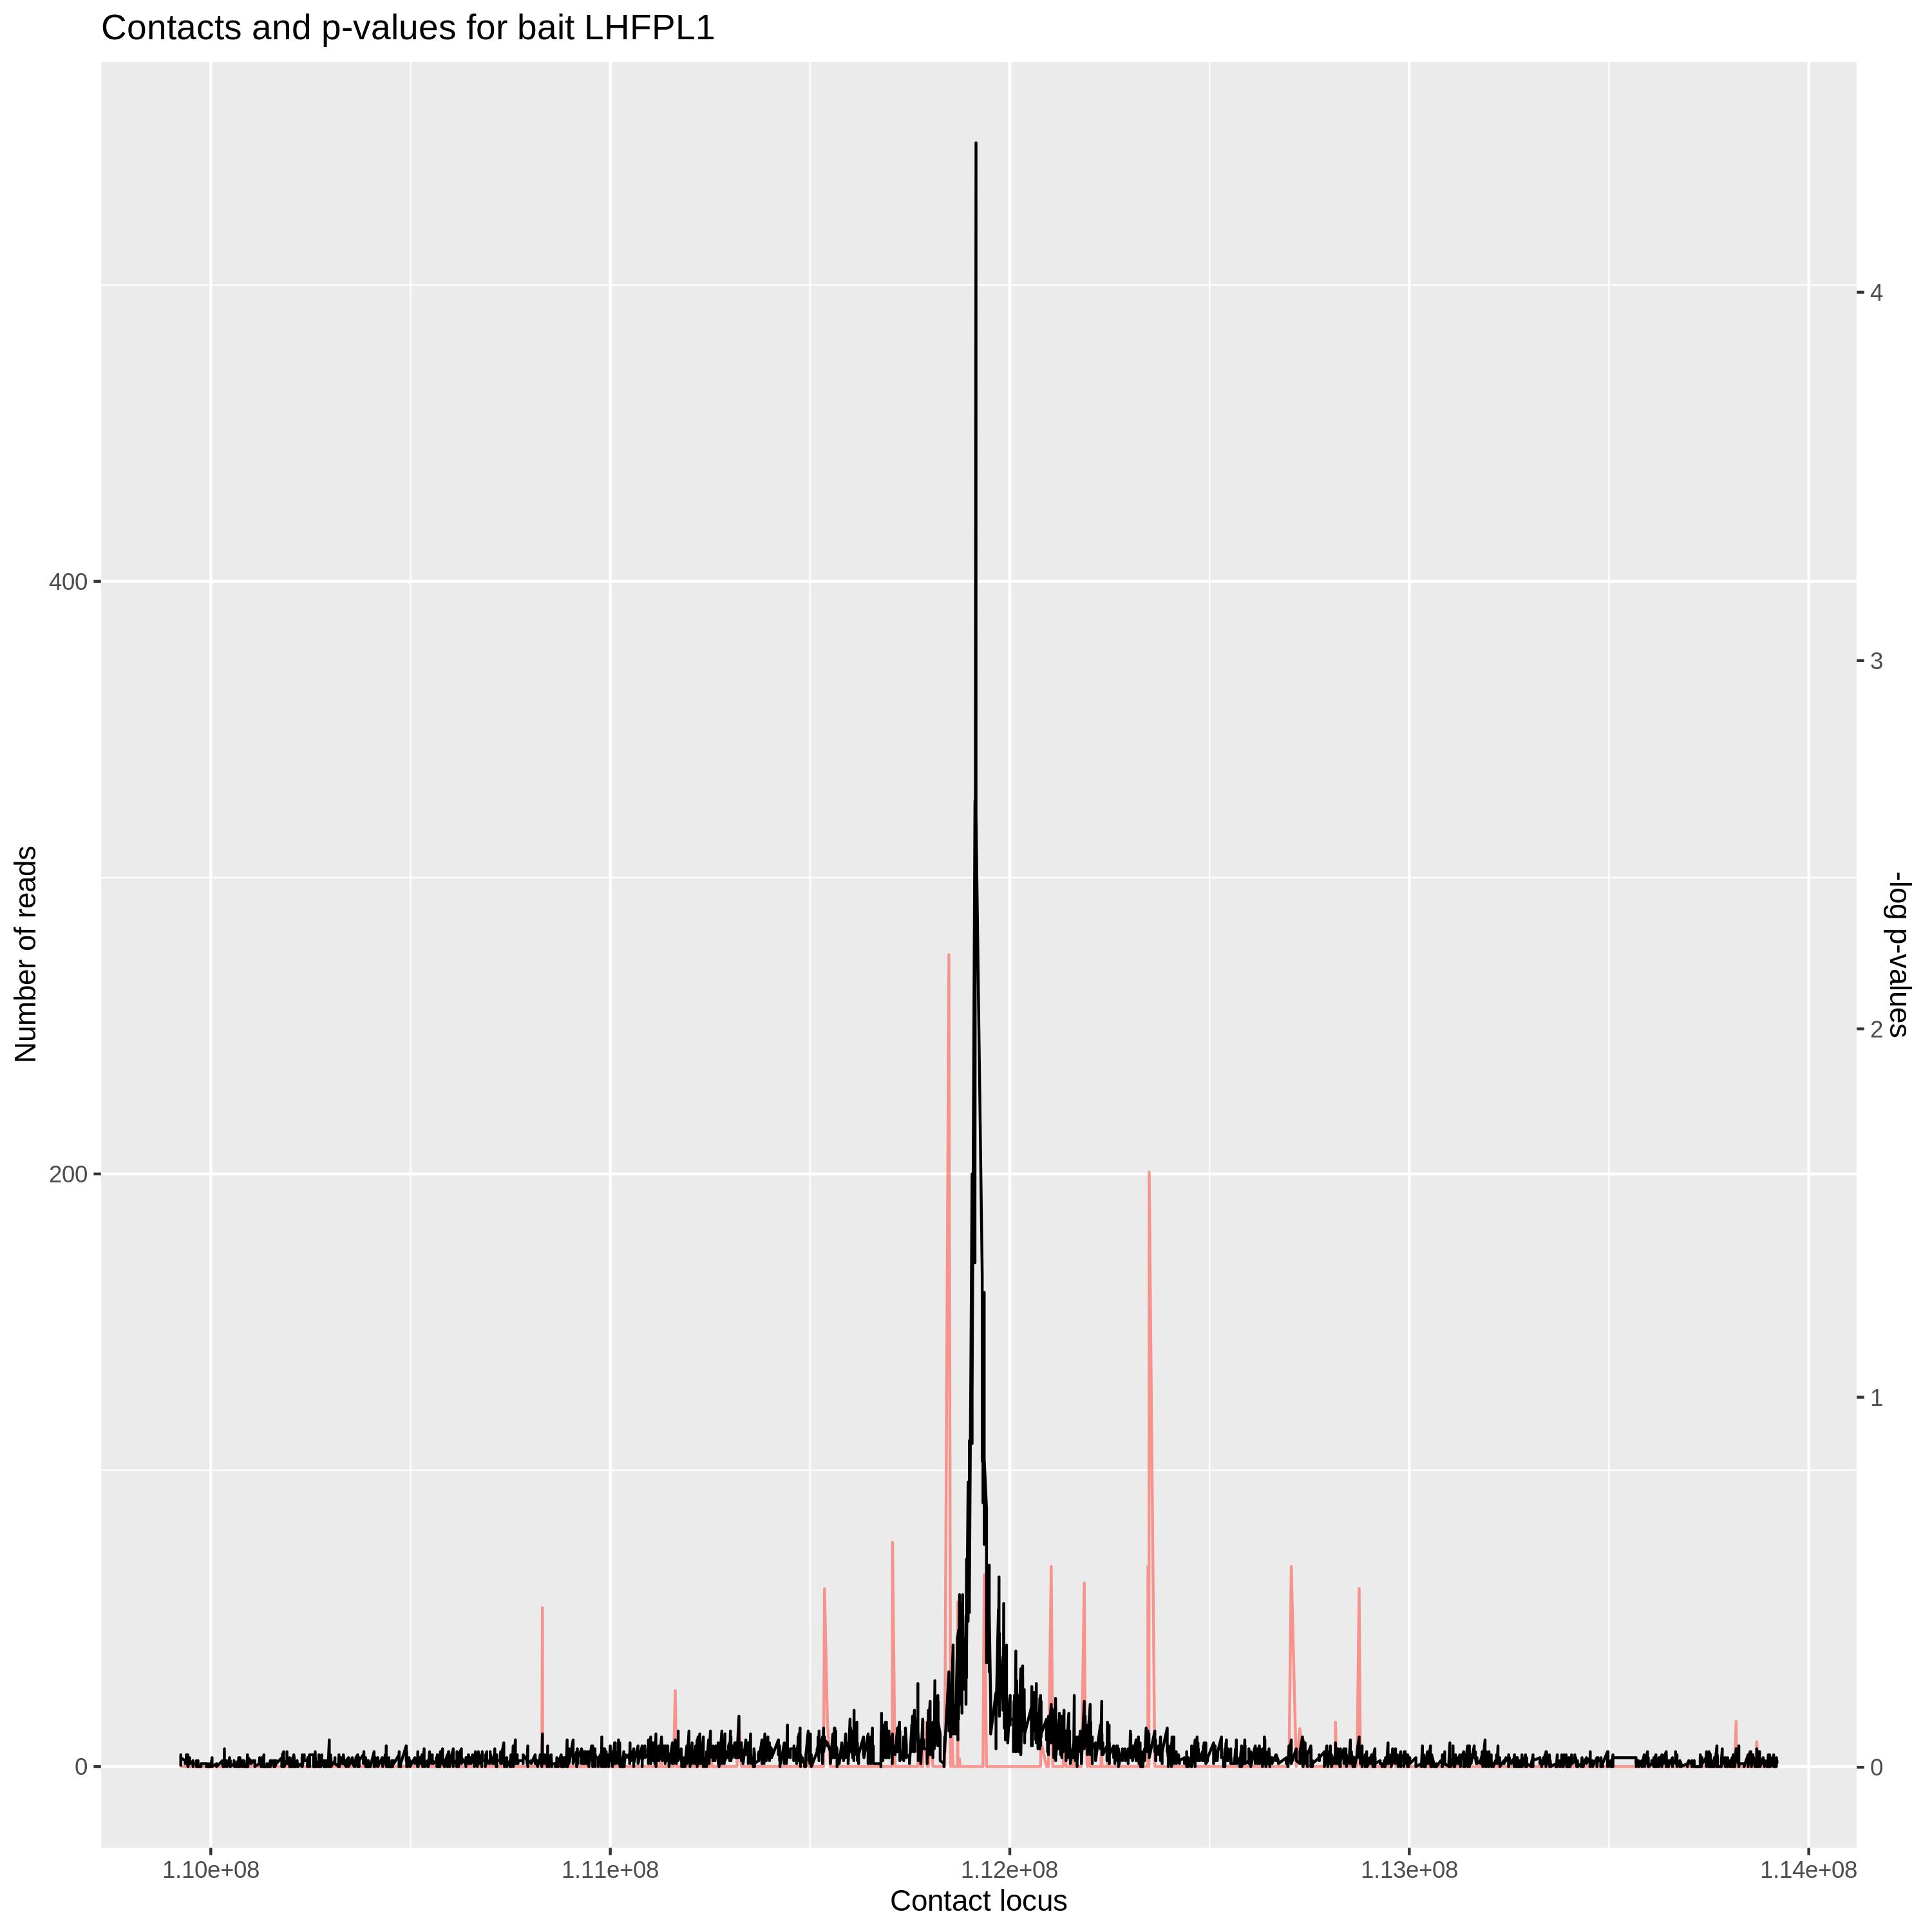 Contacts and p-values for bait LHFPL1
Number of reads
400
200
0
4
3
2
1
0
-log p-values
1.10e+08 1.11e+08 1.12e+08 1.13e+08 1.14e+08
Contact locus